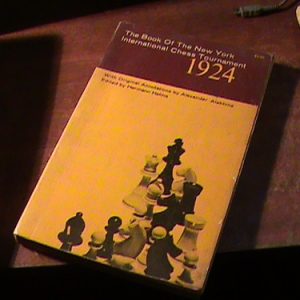 The Book Of The New York
International Chess Tournament
1924
With Original Annotations by Alexander Alekhine
Edited by Hermann Helms